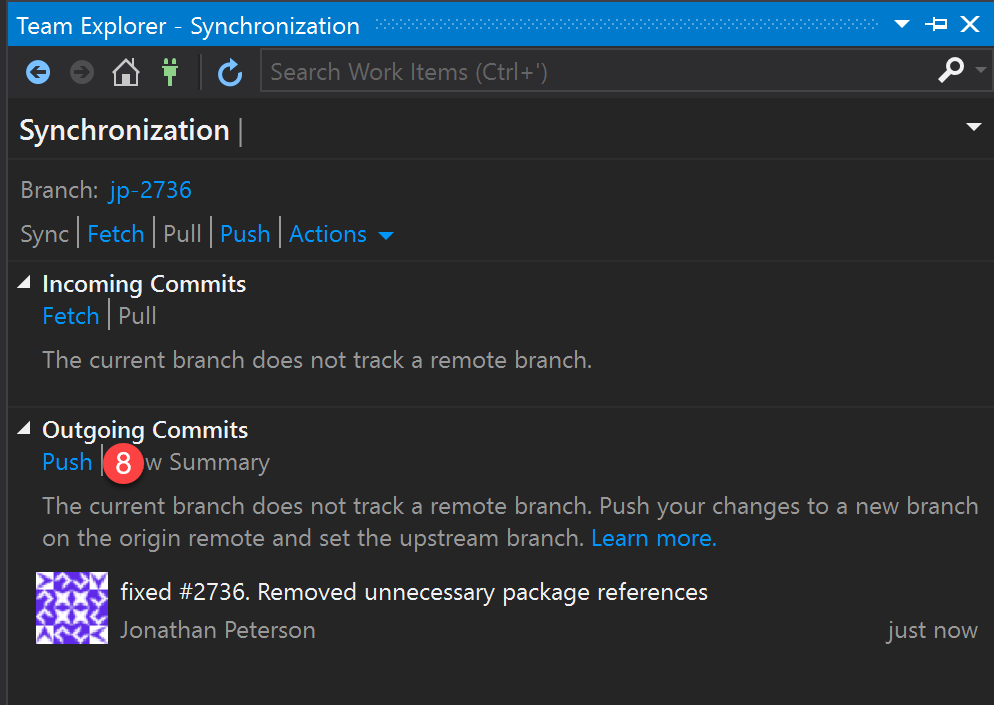 Team Explorer - Synchronization
Search Work Items (Ctrl+')
Synchronization |
Branch: jp-2736
Sync | Fetch | Pull | Push | Actions
Incoming Commits
Fetch | Pull
The current branch does not track a remote branch.
Outgoing Commits
Push | 8 w Summary
The current branch does not track a remote branch. Push your changes to a new branch
on the origin remote and set the upstream branch. Learn more.
fixed #2736. Removed unnecessary package references
Jonathan Peterson just now